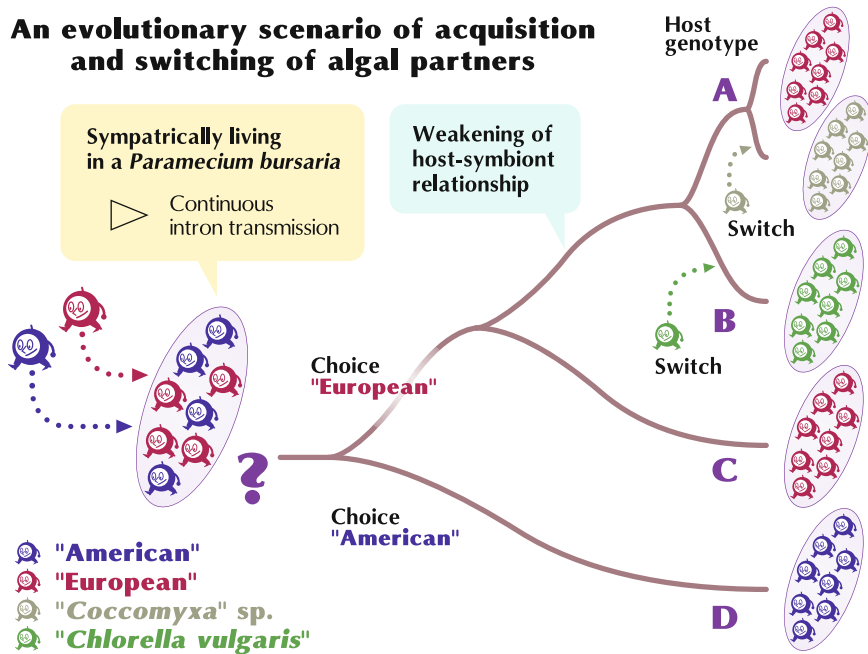 An evolutionary scenario of acquisition
and switching of algal partners
Host
genotype
Sympatrically living
in a Paramecium bursaria
Continuous
intron transmission
Weakening of
host-symbiont
relationship
A
Switch
B
Switch
Choice
"European"
C
?
Choice
"American"
D
"American"
"European"
"Coccomyxa" sp.
"Chlorella vulgaris"